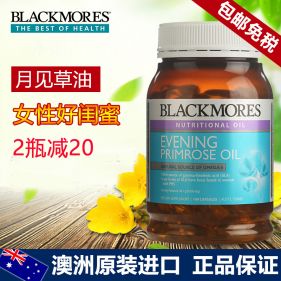 BLACKMORES
THE BEST OF HEALTH
包邮免税
月见草油
女性好闺蜜
2瓶减20
BLACKMORES
NUTRITIONAL OIL
EVENING
PRIMROSE OIL
澳洲原装进口 正品保证